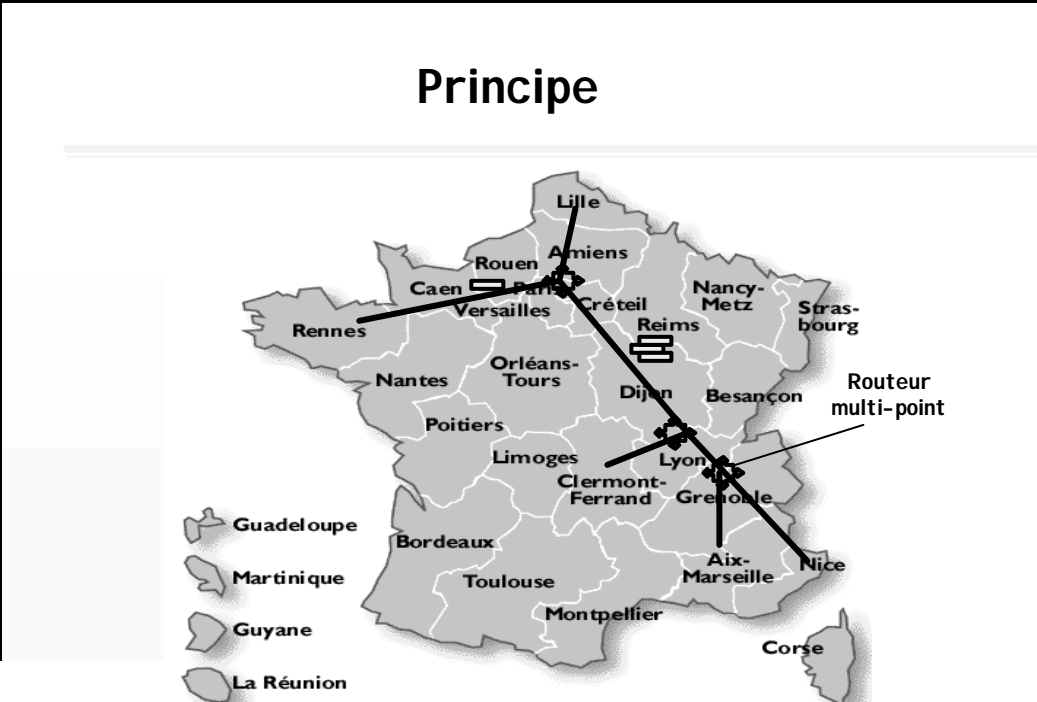 Principe
Lille
Amiens
Rouen
Caen
Paris
Versailles
Créteil
Nancy-
Metz
Stras-
bourg
Reims
Rennes
Orléans-
Tours
Nantes
Dijon
Besançon
Routeur
multi-point
Poitiers
Limoges
Lyon
Clermont-
Ferrand
Grenoble
Guadeloupe
Bordeaux
Aix-
Marseille
Nice
Martinique
Toulouse
Montpellier
Guyane
Corse
La Réunion